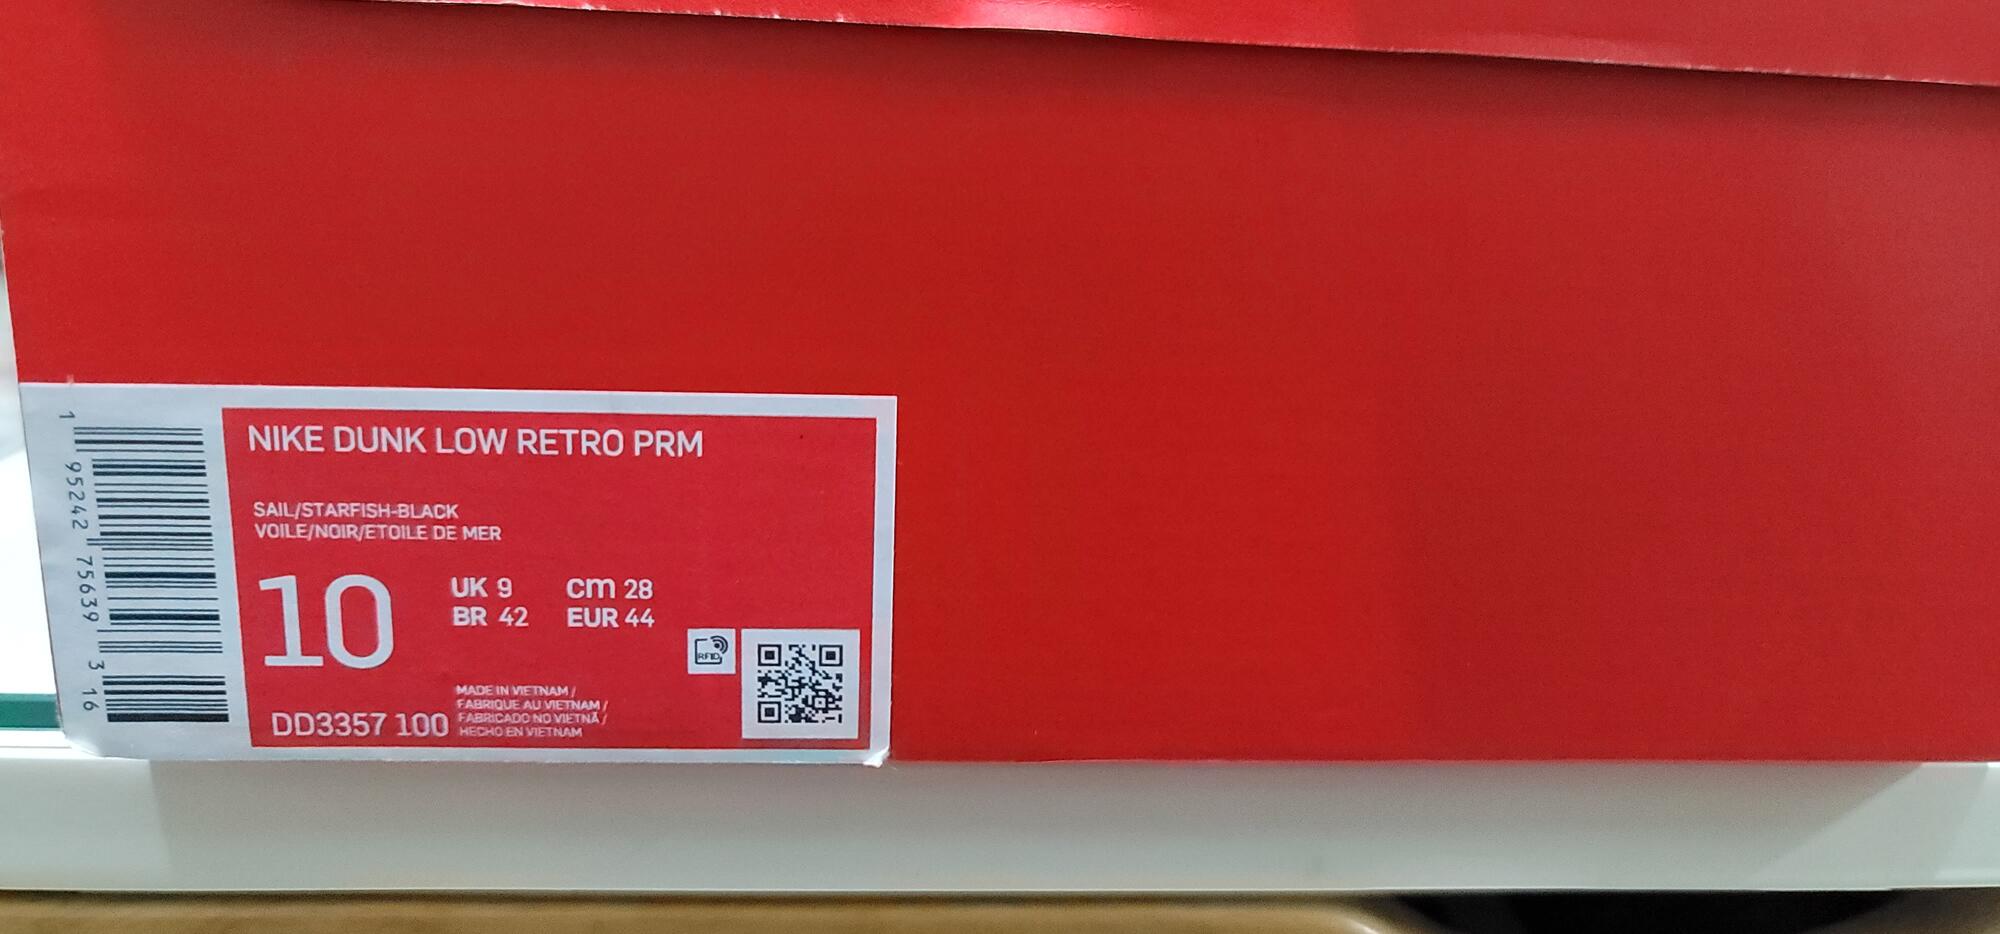 NIKE DUNK LOW RETRO PRM
SAIL/STARFISH-BLACK
VOILE/NOIR/ETOILE DE MER
10
UK 9 cm 28
BR 42 EUR 44
RFID
MADE IN VIETNAM /
FABRIQUE AU VIETNAM /
FABRICADO NO VIETNÃ /
HECHO EN VIETNAM
DD3357 100
1 95242 75639 3 16